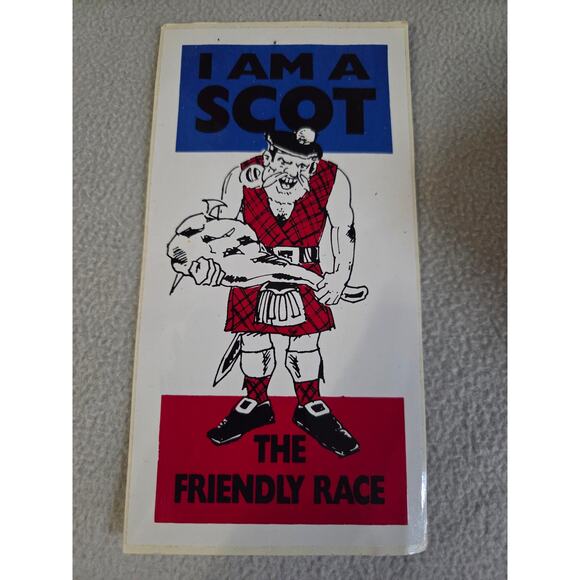 I AM A
SCOT
THE
FRIENDLY RACE